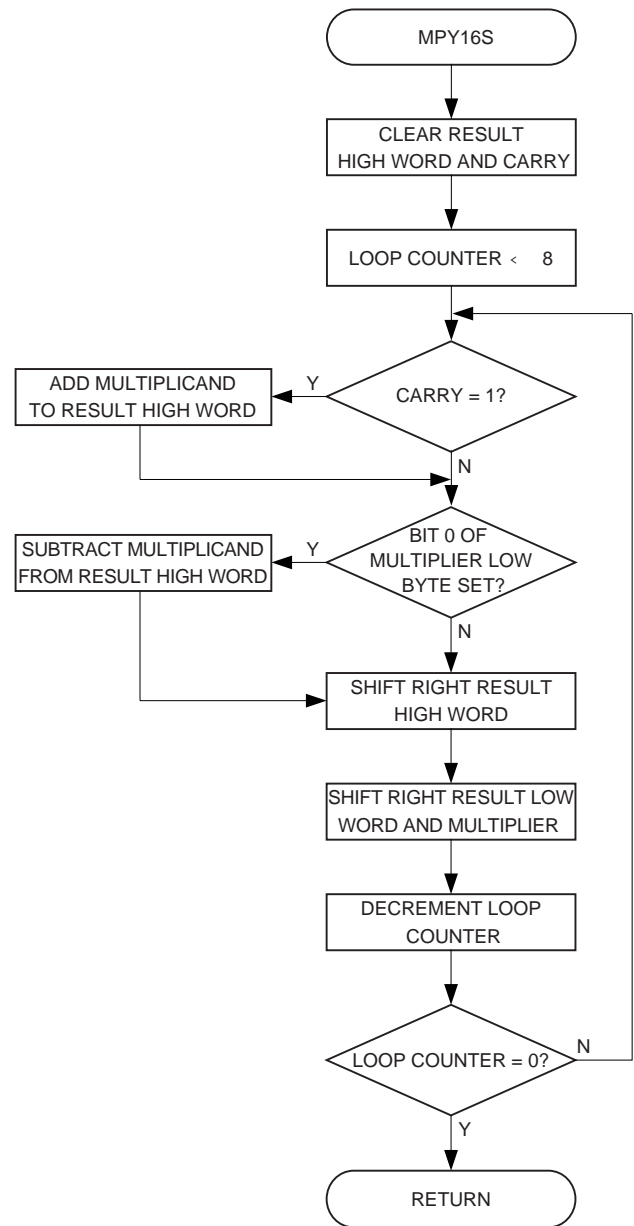 MPY16S
CLEAR RESULT
HIGH WORD AND CARRY
LOOP COUNTER < 8
CARRY = 1?
Y
ADD MULTIPLICAND
TO RESULT HIGH WORD
N
BIT 0 OF
MULTIPLIER LOW
BYTE SET?
Y
SUBTRACT MULTIPLICAND
FROM RESULT HIGH WORD
N
SHIFT RIGHT RESULT
HIGH WORD
SHIFT RIGHT RESULT LOW
WORD AND MULTIPLIER
DECREMENT LOOP
COUNTER
LOOP COUNTER = 0?
N
Y
RETURN